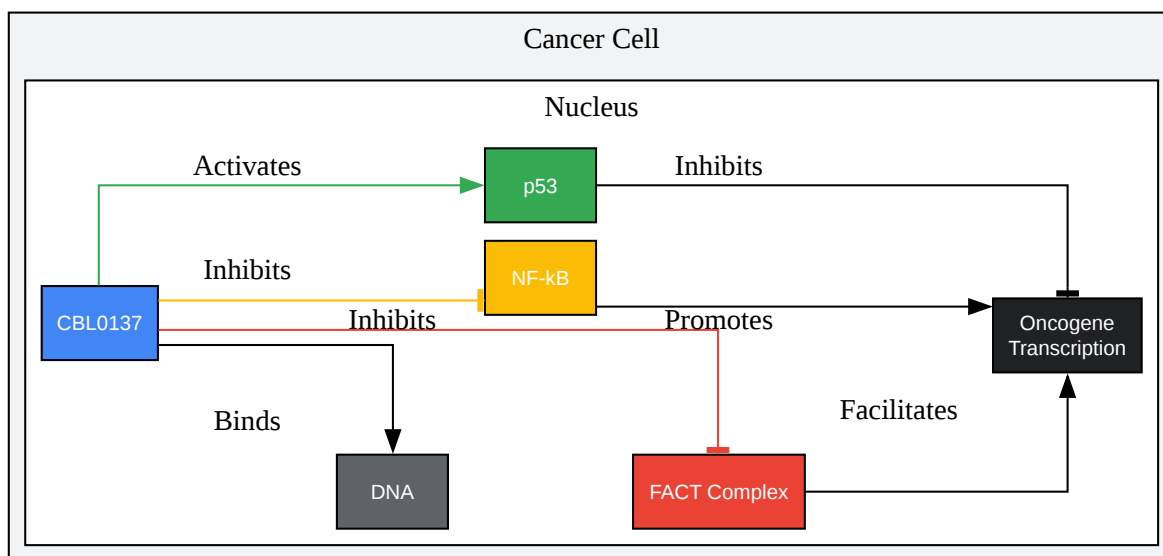 Cancer Cell
Nucleus
Activates
p53
Inhibits
Inhibits
NF-kB
CBL0137
Inhibits
Promotes
Oncogene
Transcription
Binds
Facilitates
DNA
FACT Complex